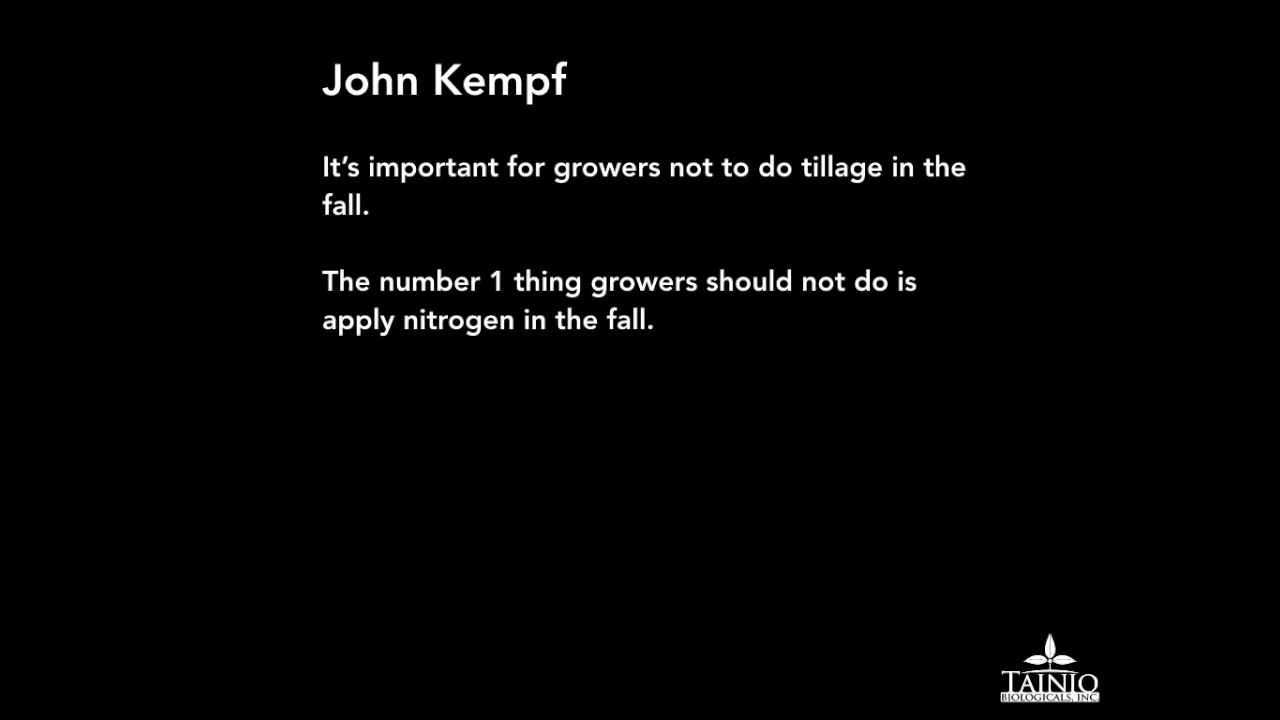 John Kempf
It’s important for growers not to do tillage in the
fall.
The number 1 thing growers should not do is
apply nitrogen in the fall.
TAINIO
BIOLOGICALS, INC